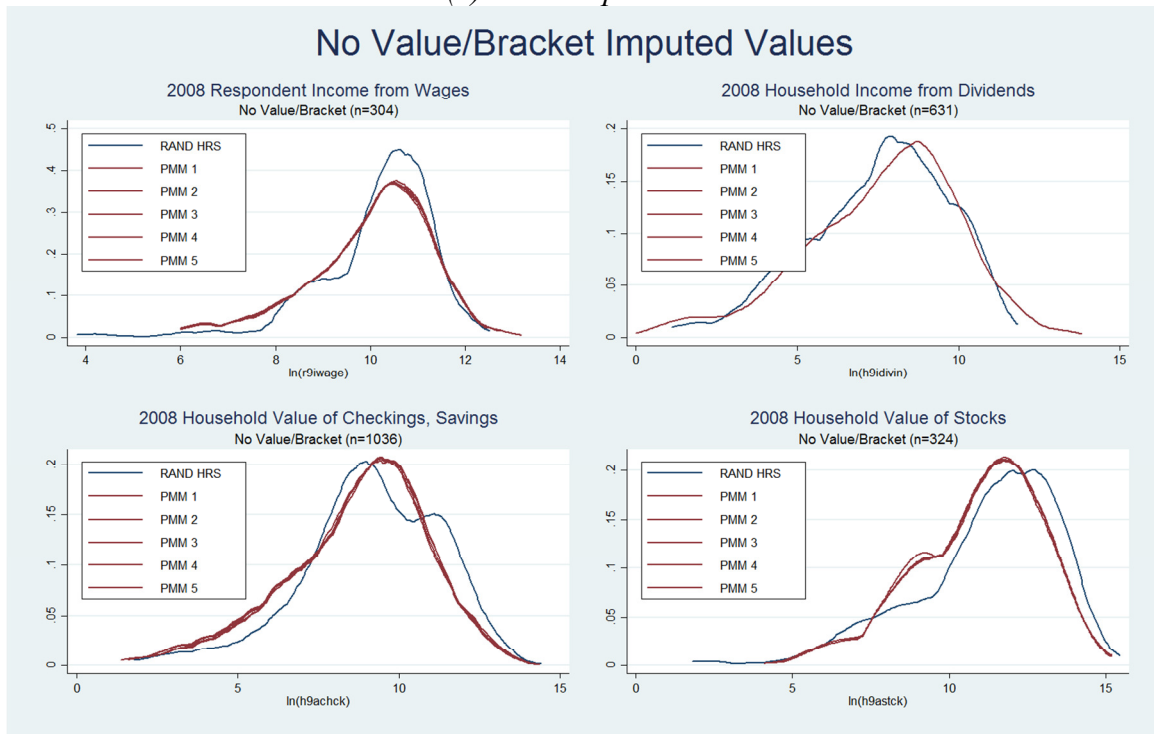 No Value/Bracket Imputed Values
2008 Respondent Income from Wages
No Value/Bracket (n=304)
.5
.4
.3
.2
.1
0
RAND HRS
PMM 1
PMM 2
PMM 3
PMM 4
PMM 5
4 6 8 10 12 14
ln(r9iwage)
2008 Household Income from Dividends
No Value/Bracket (n=631)
.2
.15
.1
.05
0
RAND HRS
PMM 1
PMM 2
PMM 3
PMM 4
PMM 5
0 5 10 15
ln(h9idivin)
2008 Household Value of Checkings, Savings
No Value/Bracket (n=1036)
.2
.15
.1
.05
0
RAND HRS
PMM 1
PMM 2
PMM 3
PMM 4
PMM 5
0 5 10 15
ln(h9achck)
2008 Household Value of Stocks
No Value/Bracket (n=324)
.2
.15
.1
.05
0
RAND HRS
PMM 1
PMM 2
PMM 3
PMM 4
PMM 5
0 5 10 15
ln(h9astck)